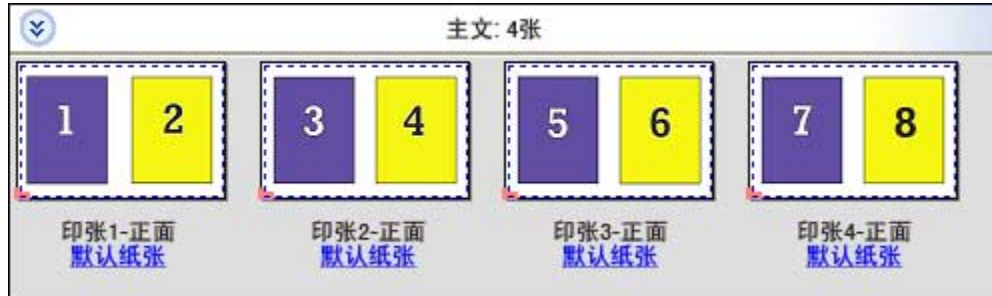 主文: 4张
1 2 3 4 5 6 7 8
印张1-正面 印张2-正面 印张3-正面 印张4-正面
默认纸张 默认纸张 默认纸张 默认纸张